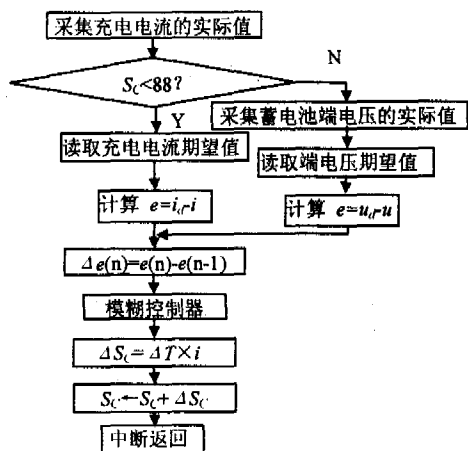 采集充电电流的实际值
N
S_C<88?
采集蓄电池端电压的实际值
Y
读取充电电流期望值
读取端电压期望值
计算 e=i_d-i
计算 e=u_d-u
Δe(n)=e(n)-e(n-1)
模糊控制器
ΔS_C=ΔT×i
S_C←S_C+ΔS_C
中断返回